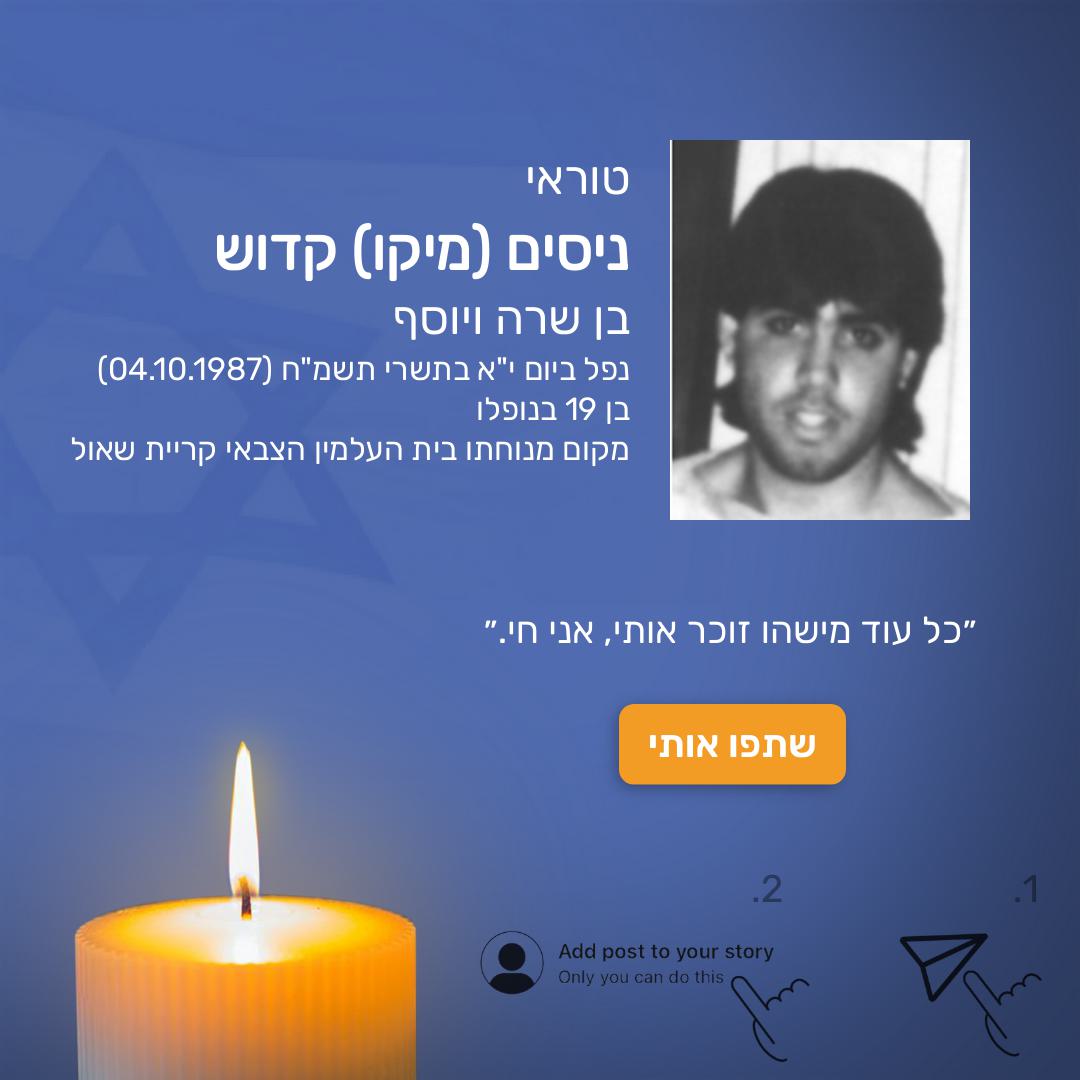 טוראי
ניסים (מיקו) קדוש
בן שרה ויוסף
נפל ביום י"א בתשרי תשמ"ח (04.10.1987)
בן 19 בנופלו
מקום מנוחתו בית העלמין הצבאי קריית שאול
״כל עוד מישהו זוכר אותי, אני חי.״
שתפו אותי
1.
2.
Add post to your story
Only you can do this